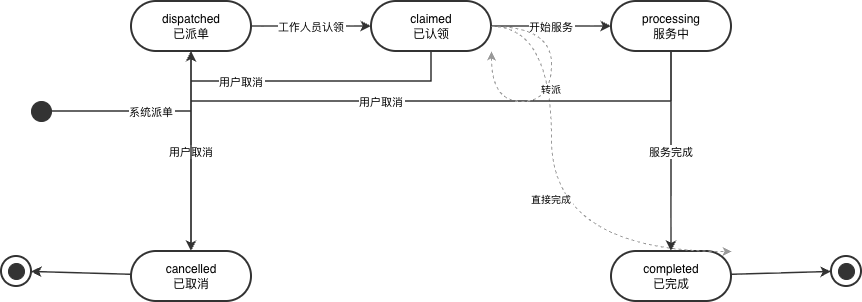 dispatched
已派单
工作人员认领
claimed
已认领
开始服务
processing
服务中
用户取消
转派
用户取消
系统派单
用户取消
服务完成
直接完成
cancelled
已取消
completed
已完成